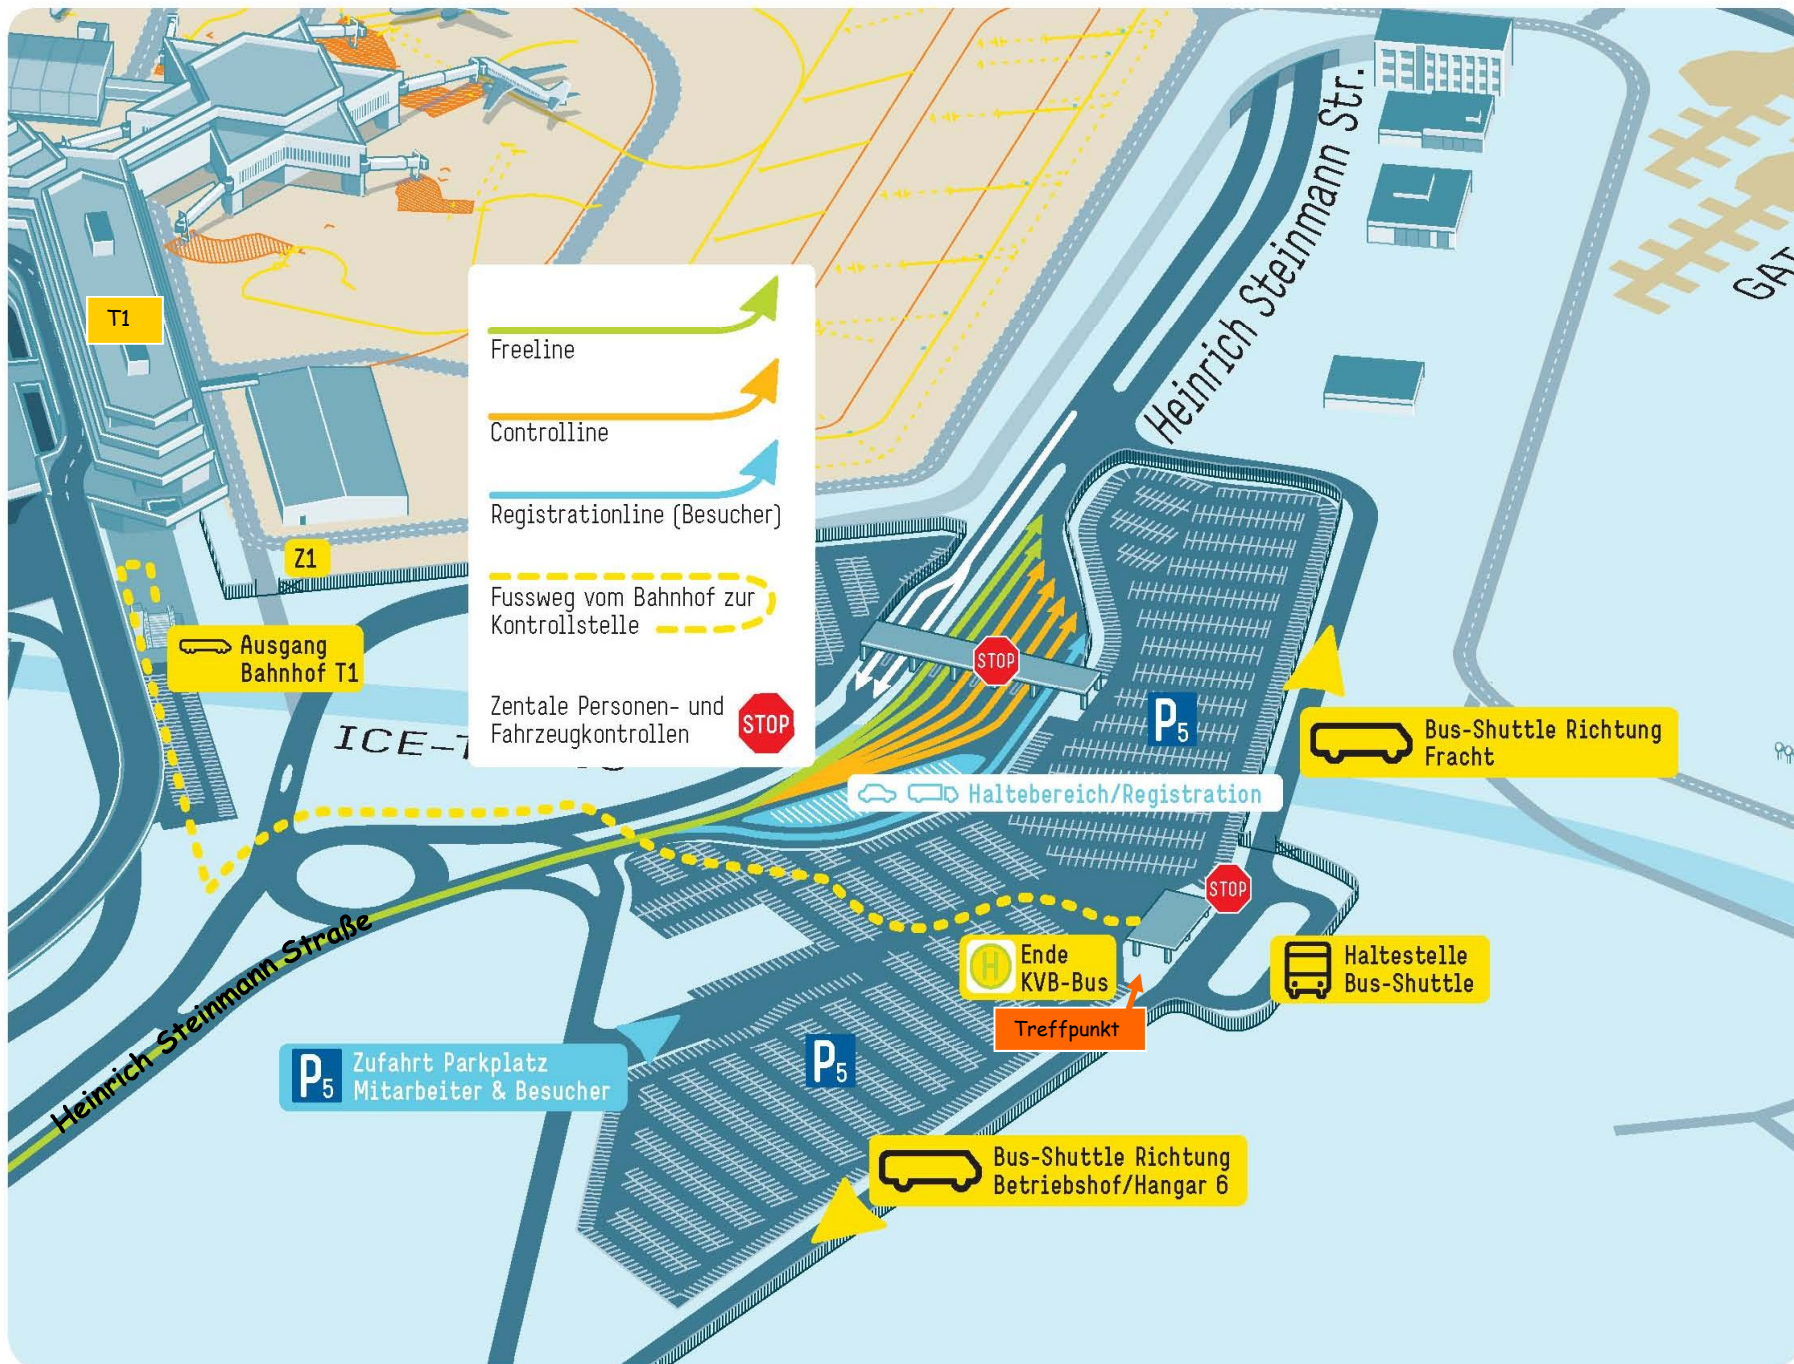 Heinrich Steinmann Str.
GAT
T1
Freeline
Controlline
Registrationline (Besucher)
Fussweg vom Bahnhof zur
Kontrollstelle
Zentale Personen- und
Fahrzeugkontrollen
STOP
Z1
Ausgang
Bahnhof T1
ICE-T
STOP
P5
Bus-Shuttle Richtung
Fracht
Haltebereich/Registration
STOP
Heinrich Steinmann Straße
H
Ende
KVB-Bus
Haltestelle
Bus-Shuttle
Treffpunkt
P5
Zufahrt Parkplatz
Mitarbeiter & Besucher
P5
Bus-Shuttle Richtung
Betriebshof/Hangar 6